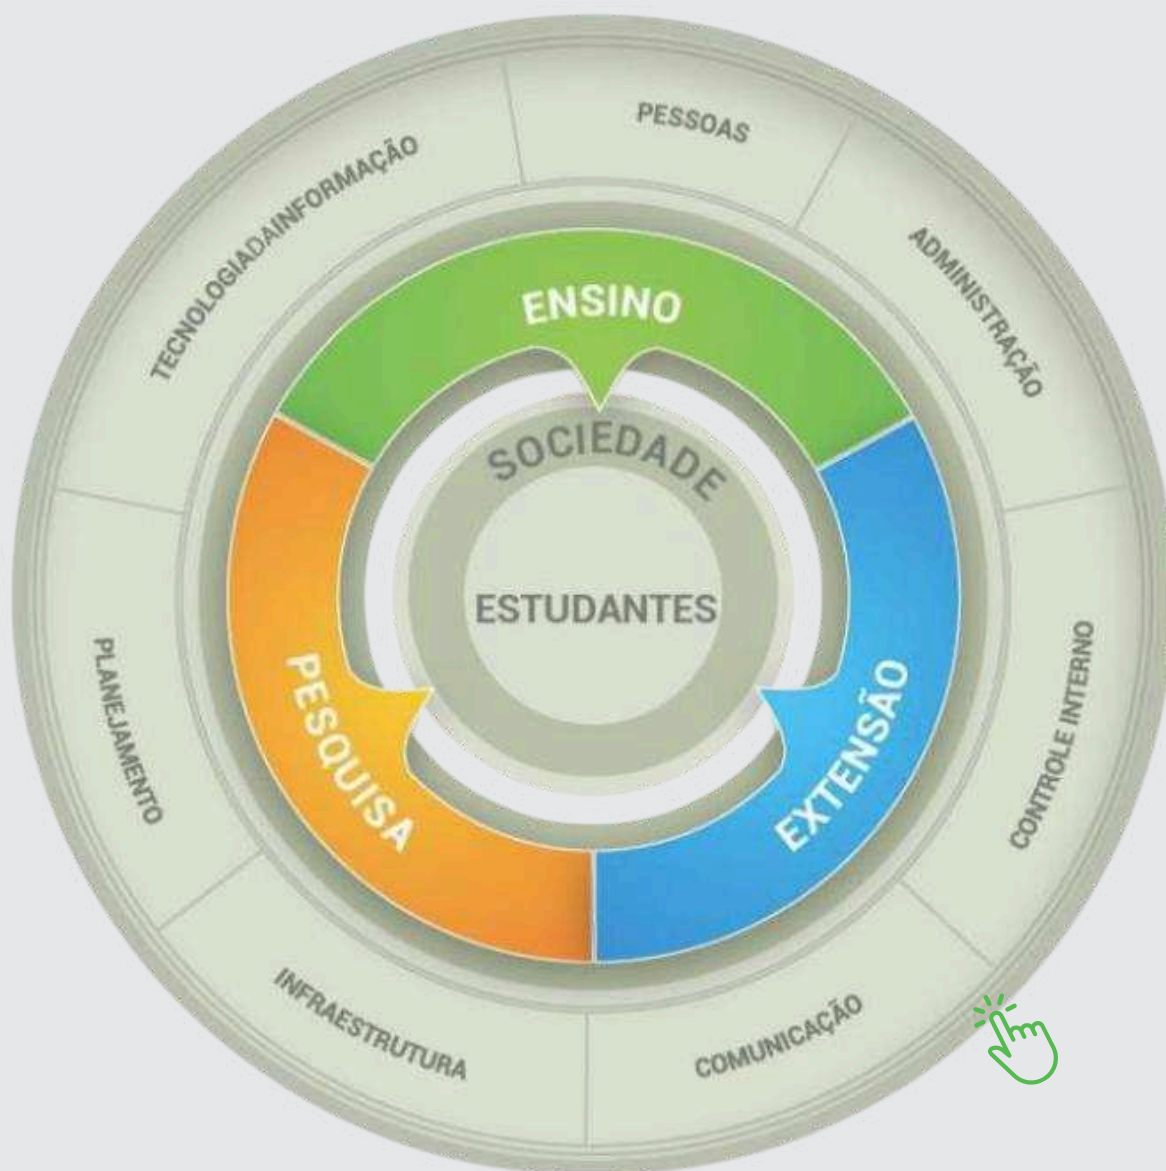 PESSOAS
ADMINISTRAÇÃO
CONTROLE INTERNO
COMUNICAÇÃO
INFRAESTRUTURA
PLANEJAMENTO
TECNOLOGIADAINFORMAÇÃO
ENSINO
EXTENSÃO
PESQUISA
SOCIEDADE
ESTUDANTES